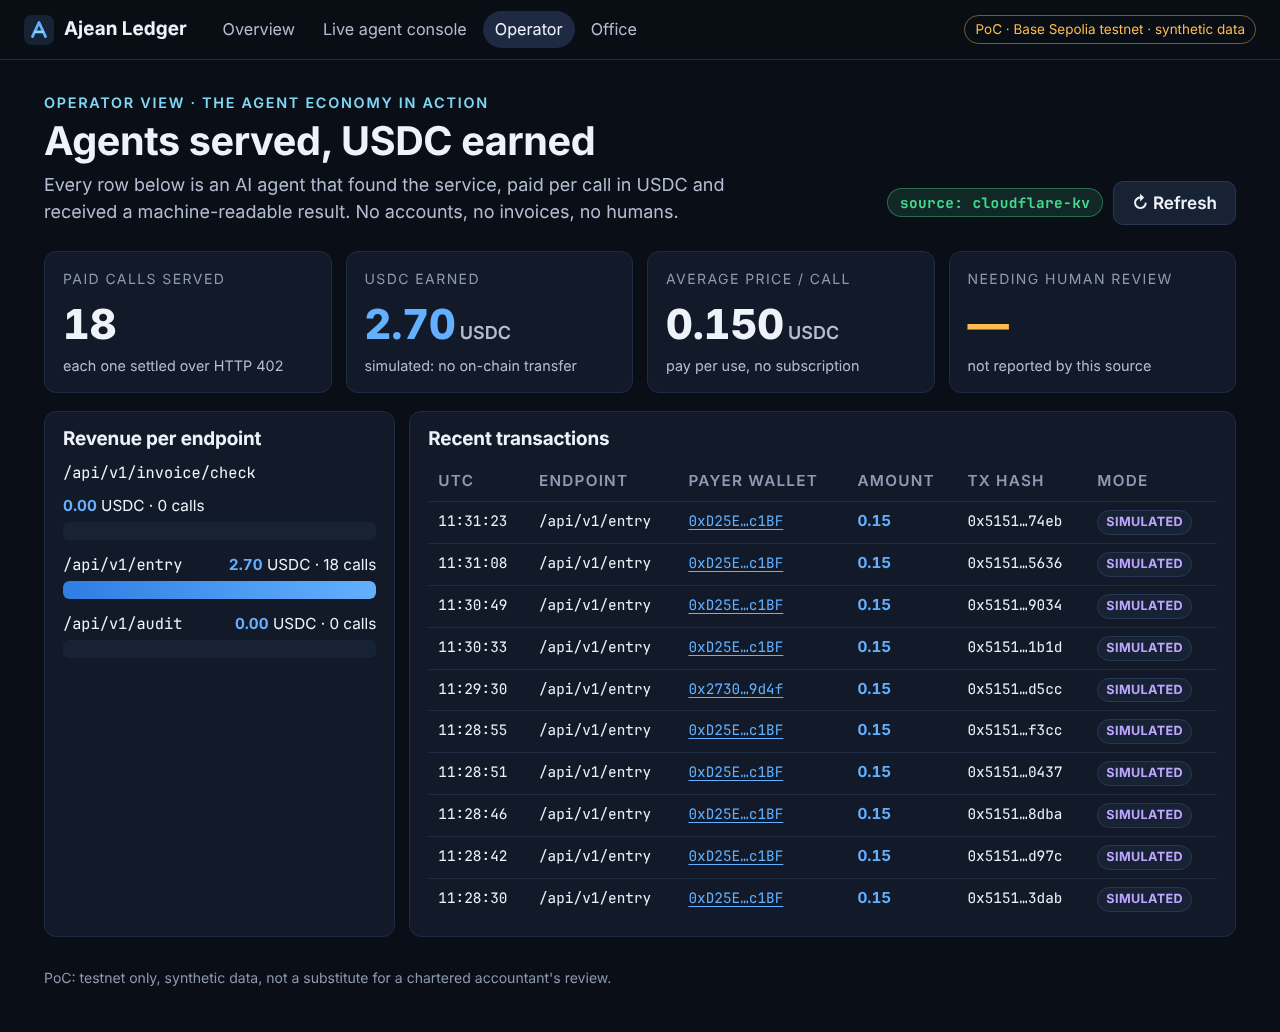 Ajean Ledger Overview Live agent console Operator Office PoC · Base Sepolia testnet · synthetic data
OPERATOR VIEW · THE AGENT ECONOMY IN ACTION
Agents served, USDC earned
Every row below is an AI agent that found the service, paid per call in USDC and
received a machine-readable result. No accounts, no invoices, no humans.
source: cloudflare-kv ↻ Refresh
PAID CALLS SERVED
18
each one settled over HTTP 402
USDC EARNED
2.70 USDC
simulated: no on-chain transfer
AVERAGE PRICE / CALL
0.150 USDC
pay per use, no subscription
NEEDING HUMAN REVIEW
—
not reported by this source
Revenue per endpoint
/api/v1/invoice/check
0.00 USDC · 0 calls
/api/v1/entry 2.70 USDC · 18 calls
/api/v1/audit 0.00 USDC · 0 calls
Recent transactions
UTC ENDPOINT PAYER WALLET AMOUNT TX HASH MODE
11:31:23 /api/v1/entry 0xD25E…c1BF 0.15 0x5151…74eb SIMULATED
11:31:08 /api/v1/entry 0xD25E…c1BF 0.15 0x5151…5636 SIMULATED
11:30:49 /api/v1/entry 0xD25E…c1BF 0.15 0x5151…9034 SIMULATED
11:30:33 /api/v1/entry 0xD25E…c1BF 0.15 0x5151…1b1d SIMULATED
11:29:30 /api/v1/entry 0x2730…9d4f 0.15 0x5151…d5cc SIMULATED
11:28:55 /api/v1/entry 0xD25E…c1BF 0.15 0x5151…f3cc SIMULATED
11:28:51 /api/v1/entry 0xD25E…c1BF 0.15 0x5151…0437 SIMULATED
11:28:46 /api/v1/entry 0xD25E…c1BF 0.15 0x5151…8dba SIMULATED
11:28:42 /api/v1/entry 0xD25E…c1BF 0.15 0x5151…d97c SIMULATED
11:28:30 /api/v1/entry 0xD25E…c1BF 0.15 0x5151…3dab SIMULATED
PoC: testnet only, synthetic data, not a substitute for a chartered accountant's review.